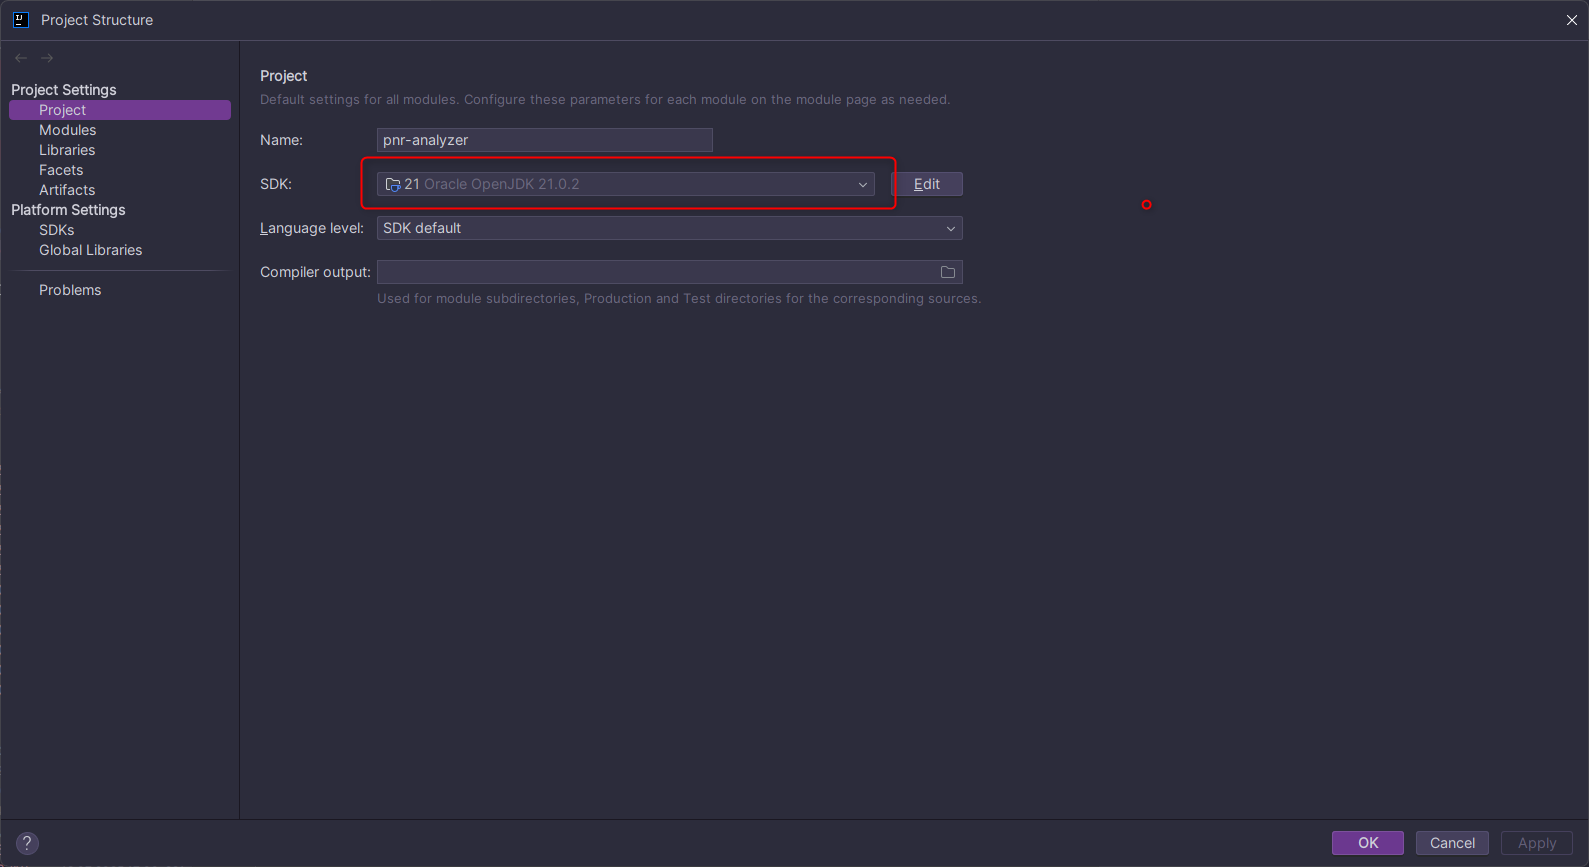 Project Structure
Project Settings
Project
Modules
Libraries
Facets
Artifacts
Platform Settings
SDKs
Global Libraries
Problems
Project
Default settings for all modules. Configure these parameters for each module on the module page as needed.
Name: pnr-analyzer
SDK: 21 Oracle OpenJDK 21.0.2 Edit
Language level: SDK default
Compiler output:
Used for module subdirectories, Production and Test directories for the corresponding sources.
? OK Cancel Apply